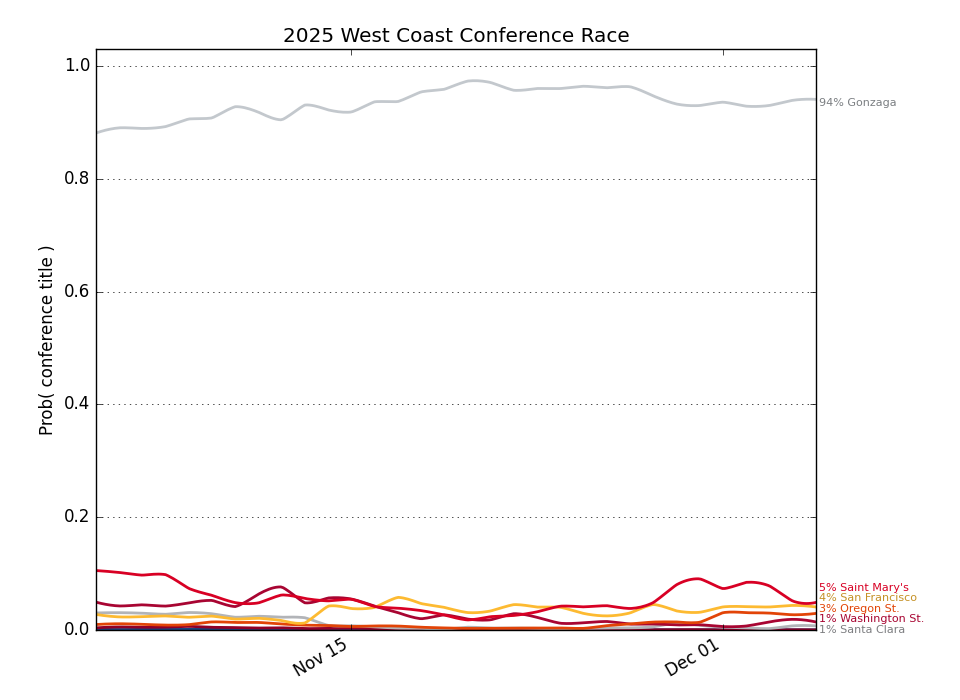 2025 West Coast Conference Race
Prob( conference title )
1.0
0.8
0.6
0.4
0.2
0.0
Nov 15
Dec 01
94% Gonzaga
5% Saint Mary's
4% San Francisco
3% Oregon St.
1% Washington St.
1% Santa Clara